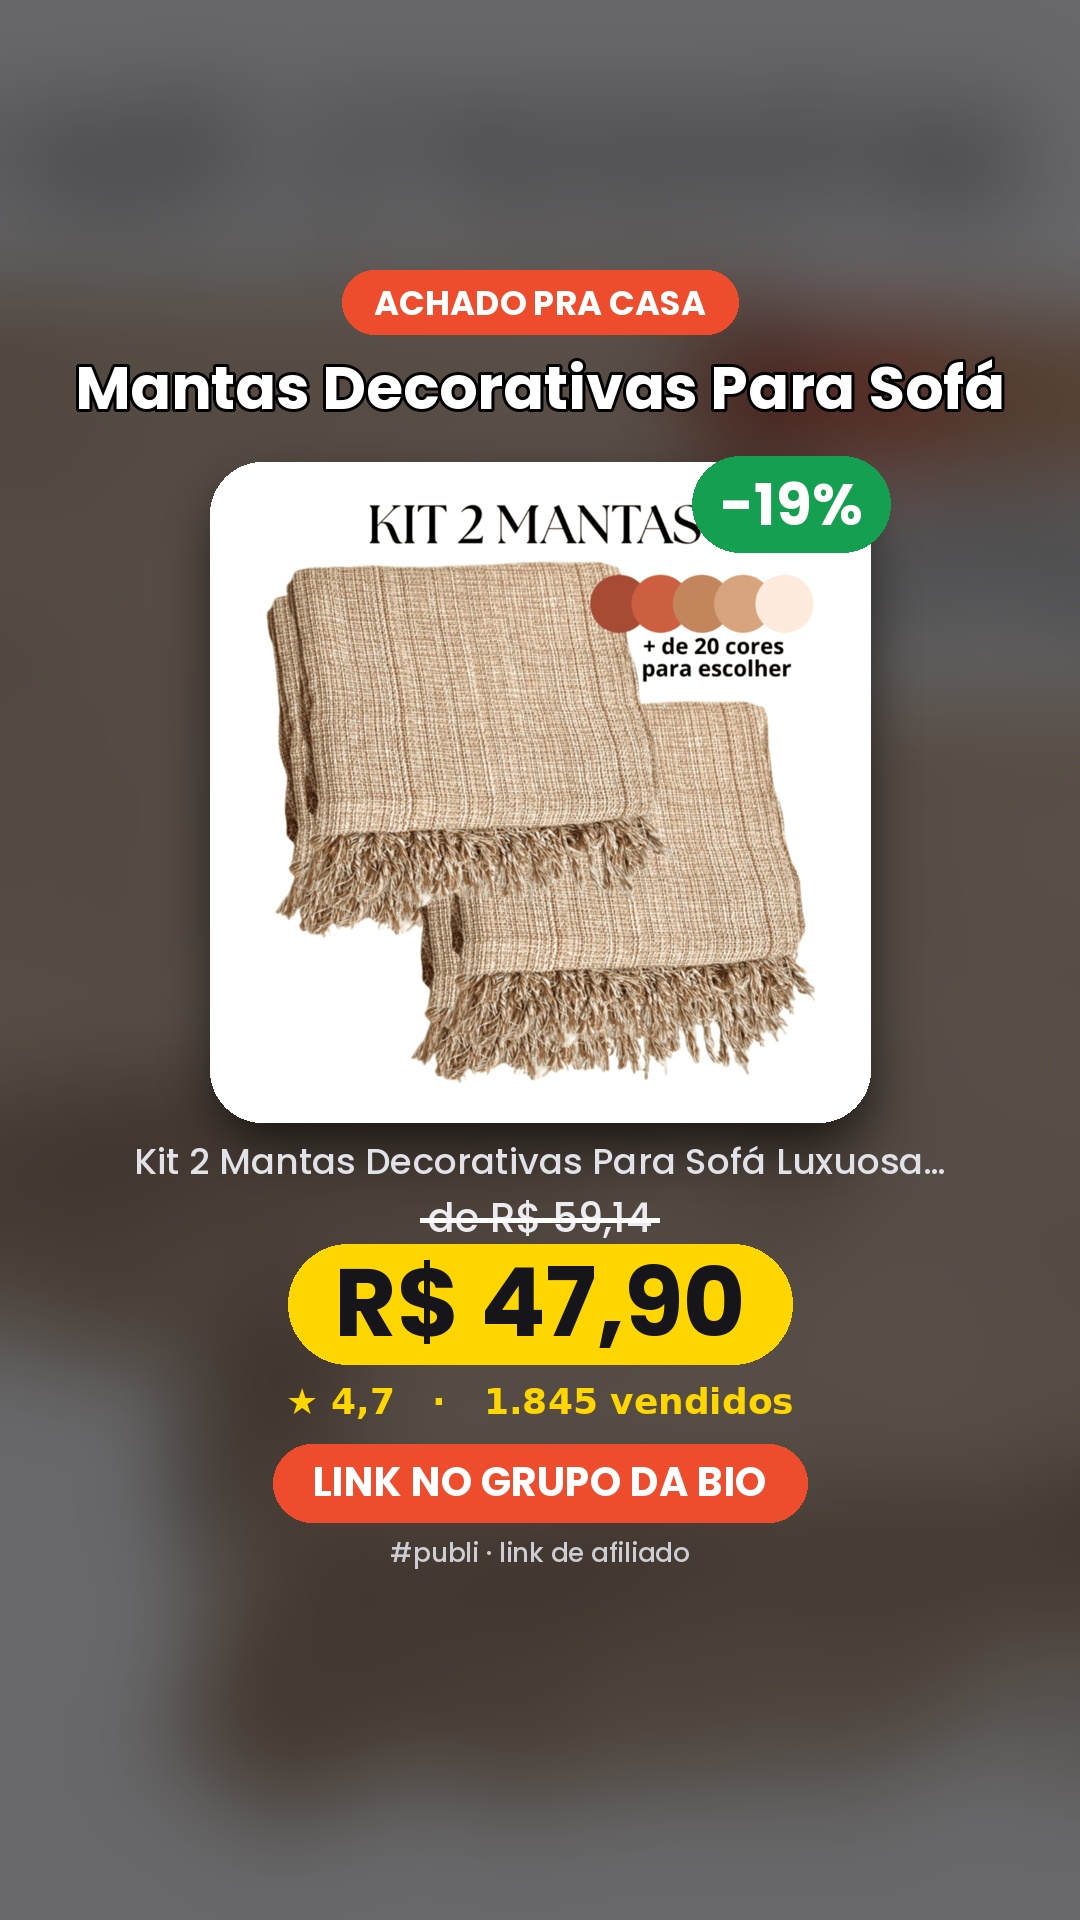 ACHADO PRA CASA
Mantas Decorativas Para Sofá
-19%
KIT 2 MANTAS
+ de 20 cores
para escolher
Kit 2 Mantas Decorativas Para Sofá Luxuosa...
de R$ 59,14
R$ 47,90
★ 4,7 · 1.845 vendidos
LINK NO GRUPO DA BIO
#publi · link de afiliado